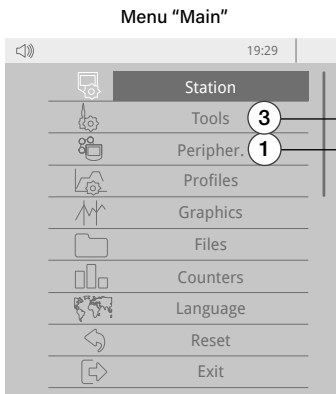 Menu “Main”
19:29
Station
Tools 3
Peripher. 1
Profiles
Graphics
Files
Counters
Language
Reset
Exit